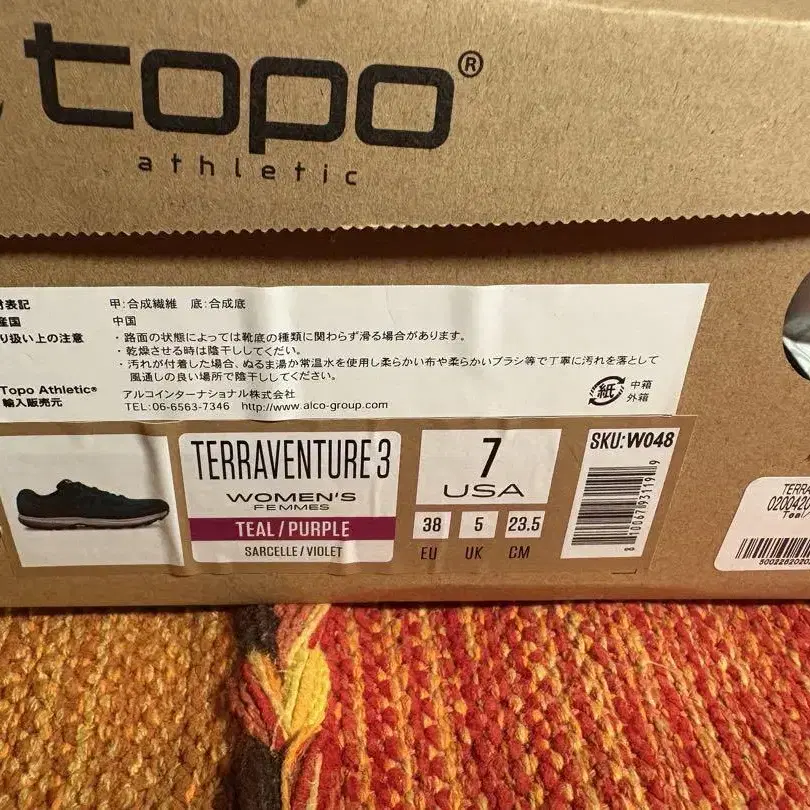 topo®
athletic
表記 甲:合成繊維 底:合成底
産国 中国
り扱い上の注意 ・路面の状態によっては靴底の種類に関わらず滑る場合があります。
・乾燥させる時は陰干ししてください。
・汚れが付着した場合、ぬるま湯か常温水を使用し柔らかい布や柔らかいブラシ等で丁寧に汚れを落として
風通しの良い場所で陰干ししてください。
Topo Athletic® アルコインターナショナル株式会社
輸入販売元 TEL:06-6563-7346 http://www.alco-group.com
紙 中箱
外箱
TERRAVENTURE 3
WOMEN'S
FEMMES
TEAL / PURPLE
SARCELLE / VIOLET
7
USA
38 5 23.5
EU UK CM
SKU: W048
8 10067 93119 9
TERRA
0200420
Teal/
5002262020